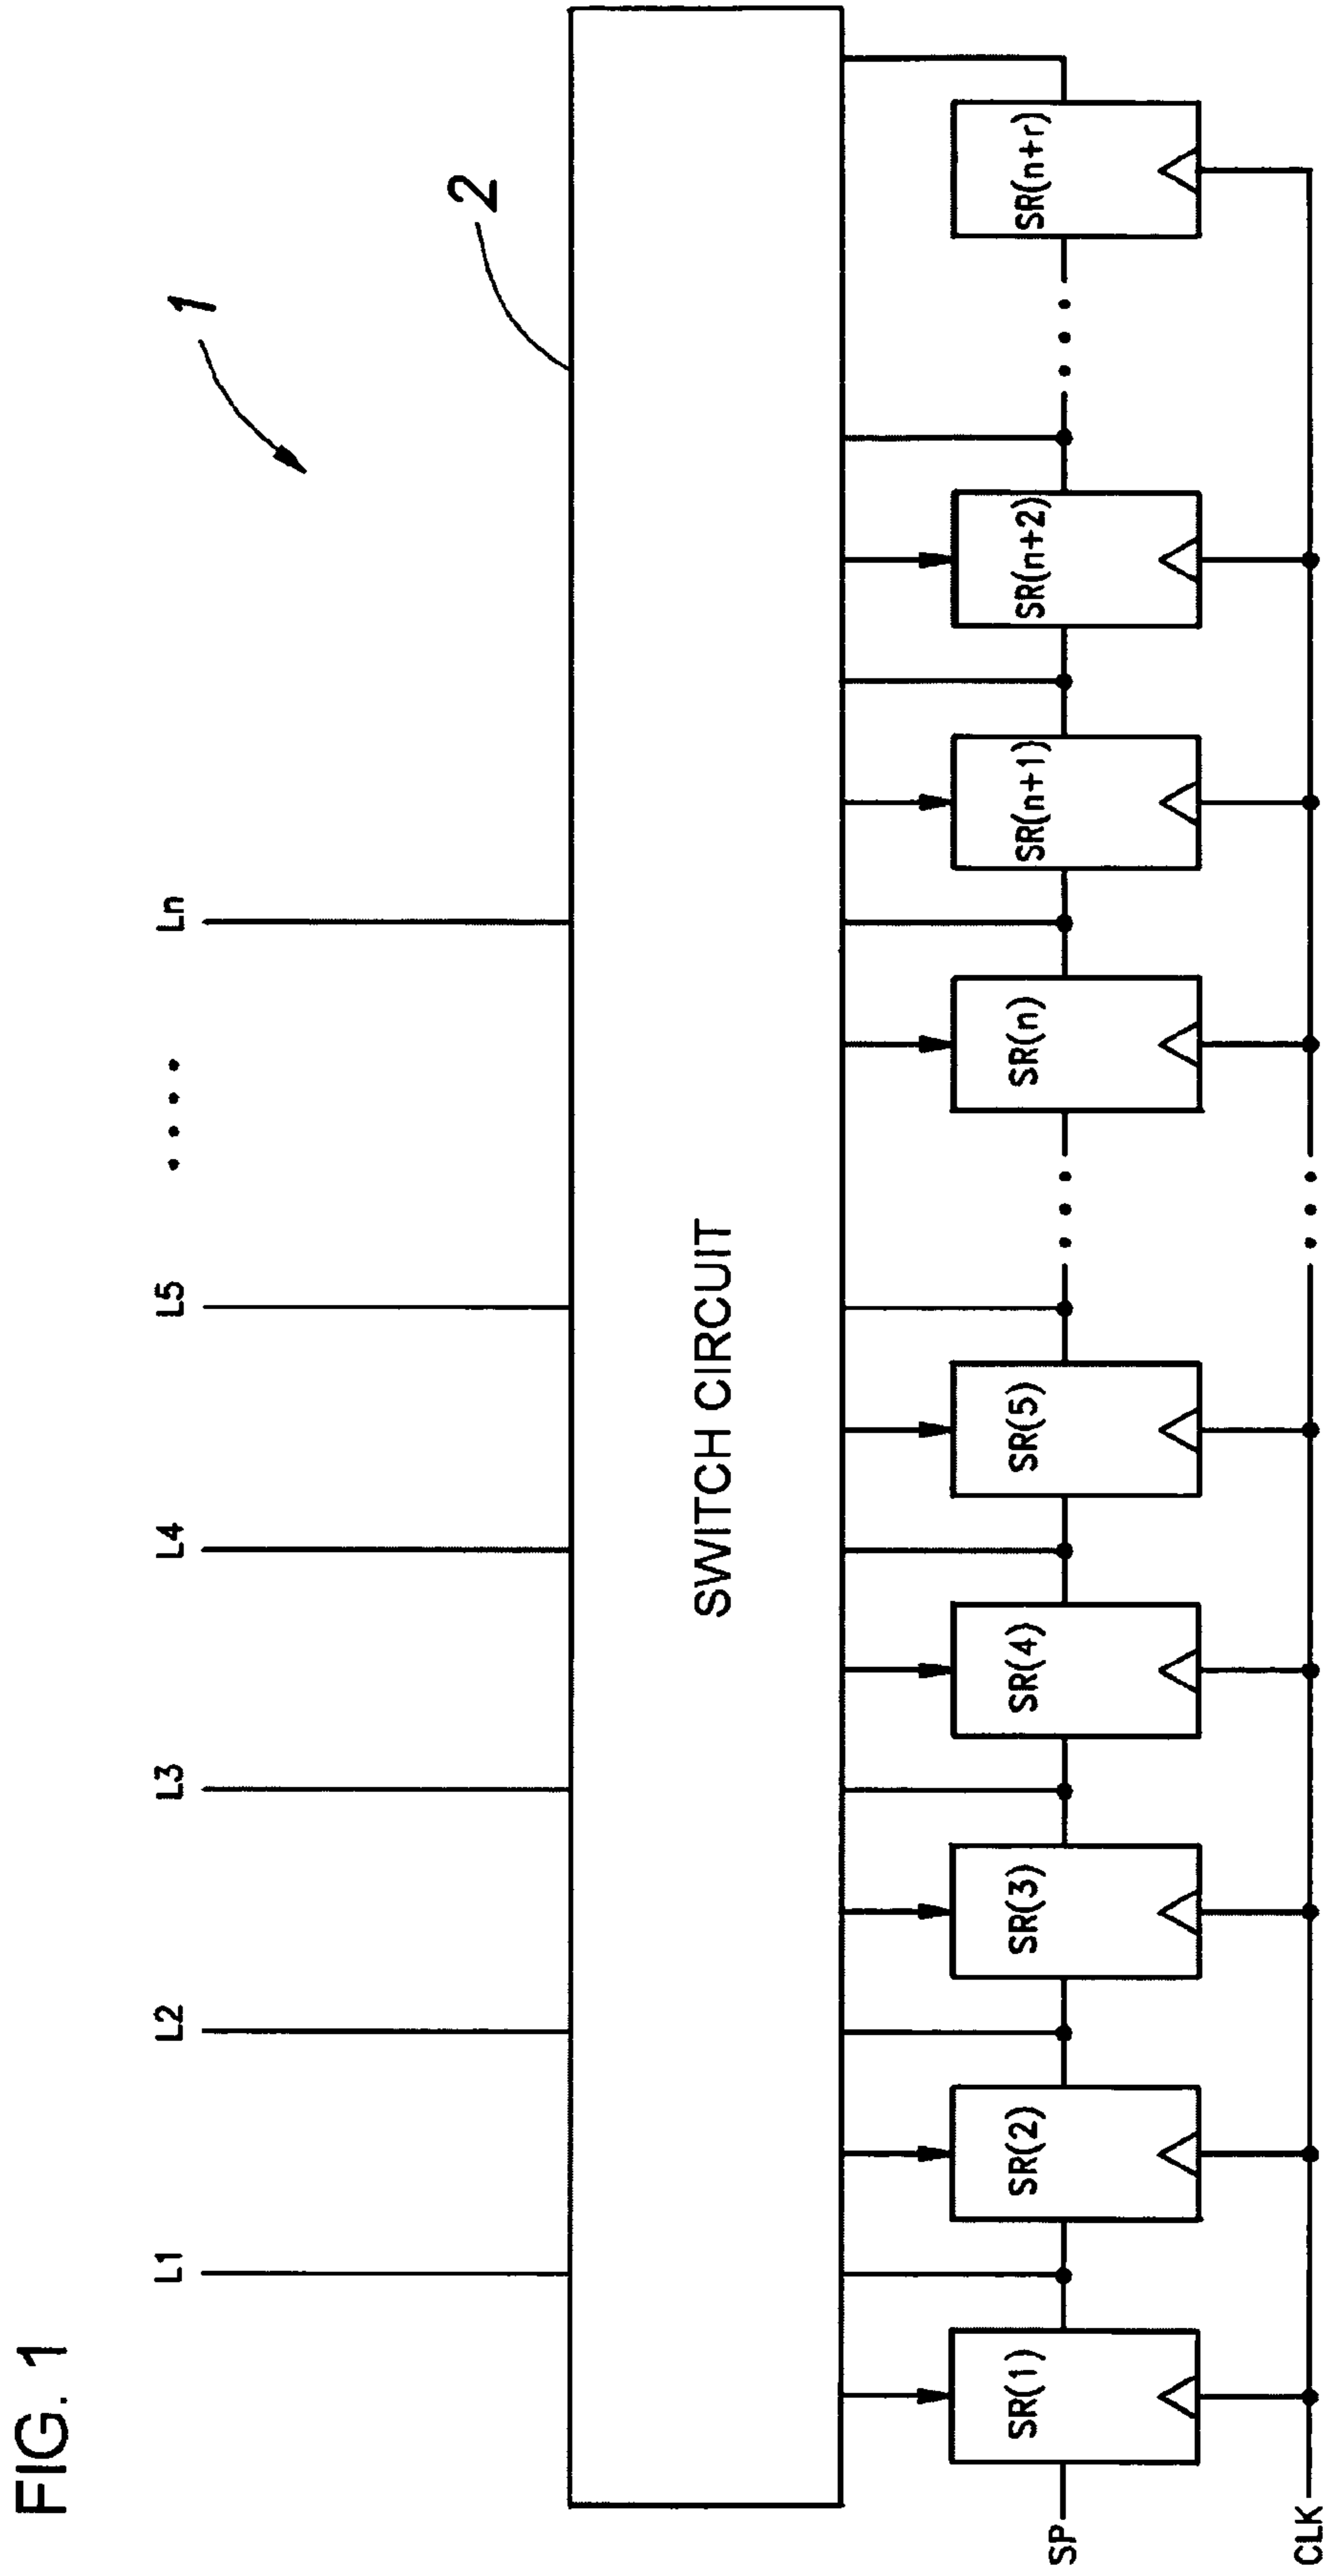 FIG. 1
1
2
L1
L2
L3
L4
L5
Ln
SWITCH CIRCUIT
SR(1)
SR(2)
SR(3)
SR(4)
SR(5)
SR(n)
SR(n+1)
SR(n+2)
SR(n+r)
SP
CLK